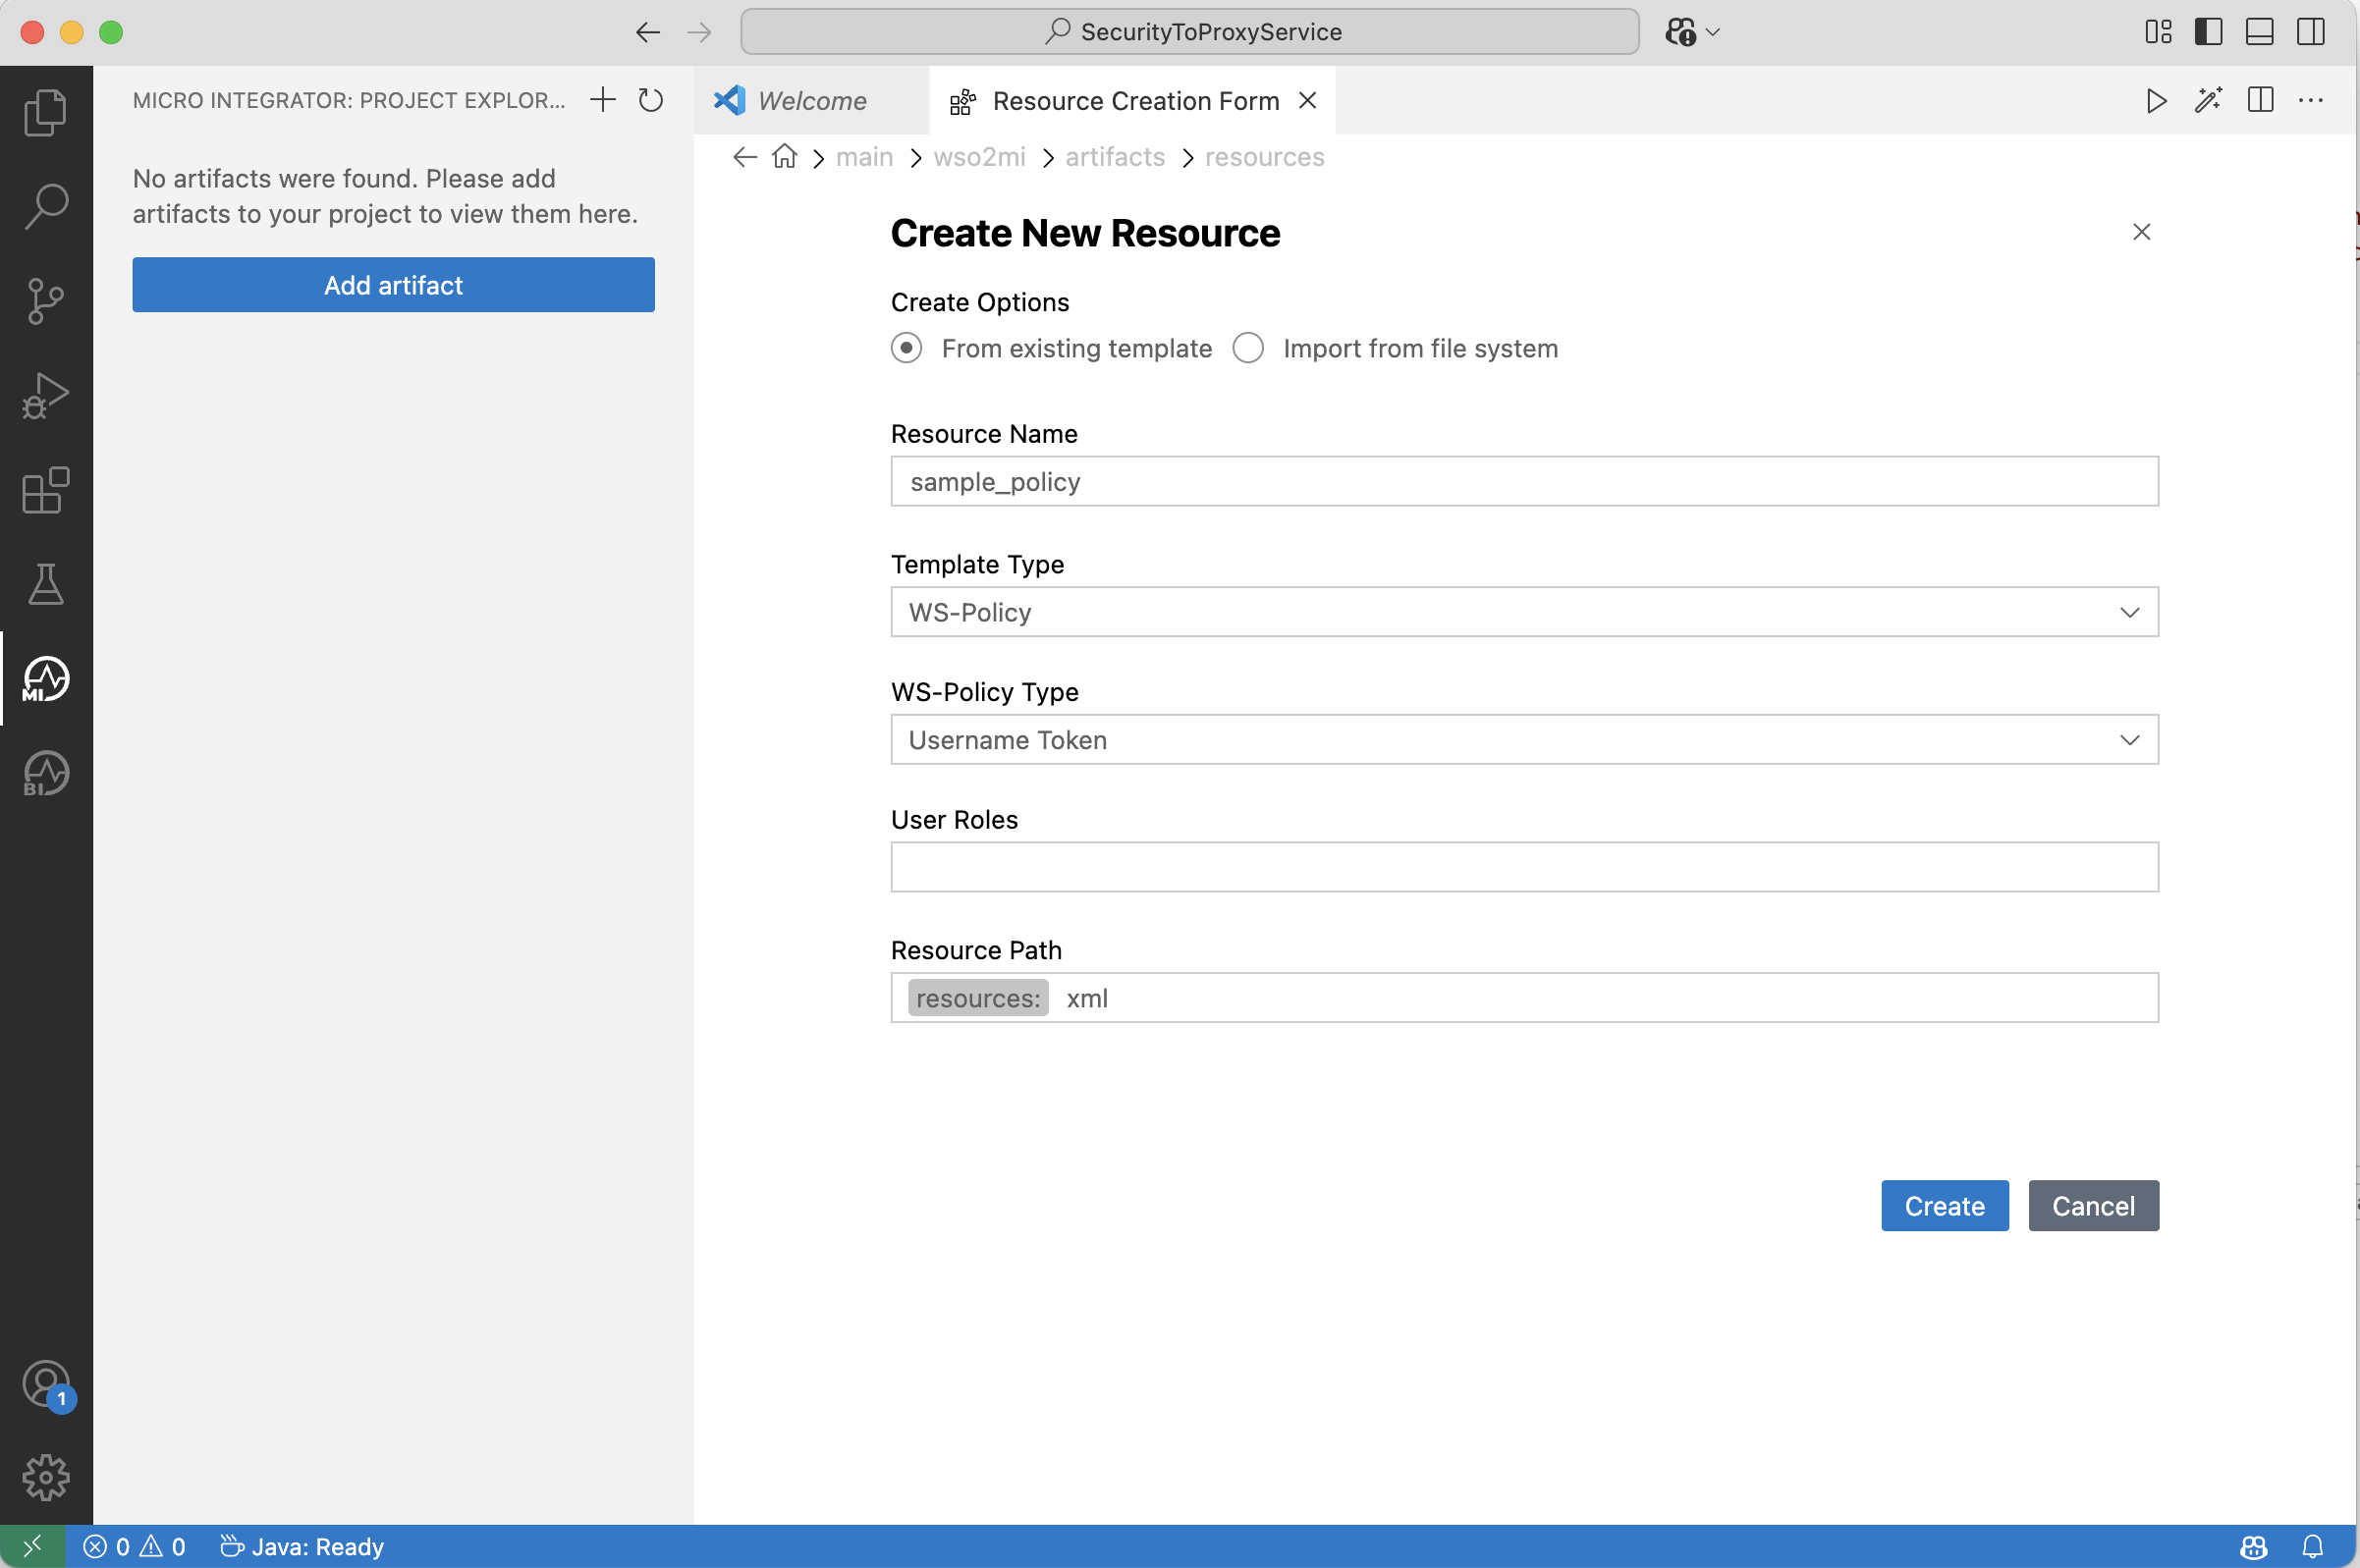 SecurityToProxyService
MICRO INTEGRATOR: PROJECT EXPLOR...
No artifacts were found. Please add
artifacts to your project to view them here.
Add artifact
Welcome
Resource Creation Form
main
wso2mi
artifacts
resources
Create New Resource
Create Options
From existing template
Import from file system
Resource Name
sample_policy
Template Type
WS-Policy
WS-Policy Type
Username Token
User Roles
Resource Path
resources: xml
Create
Cancel
MI
BI
1
0
0
Java: Ready